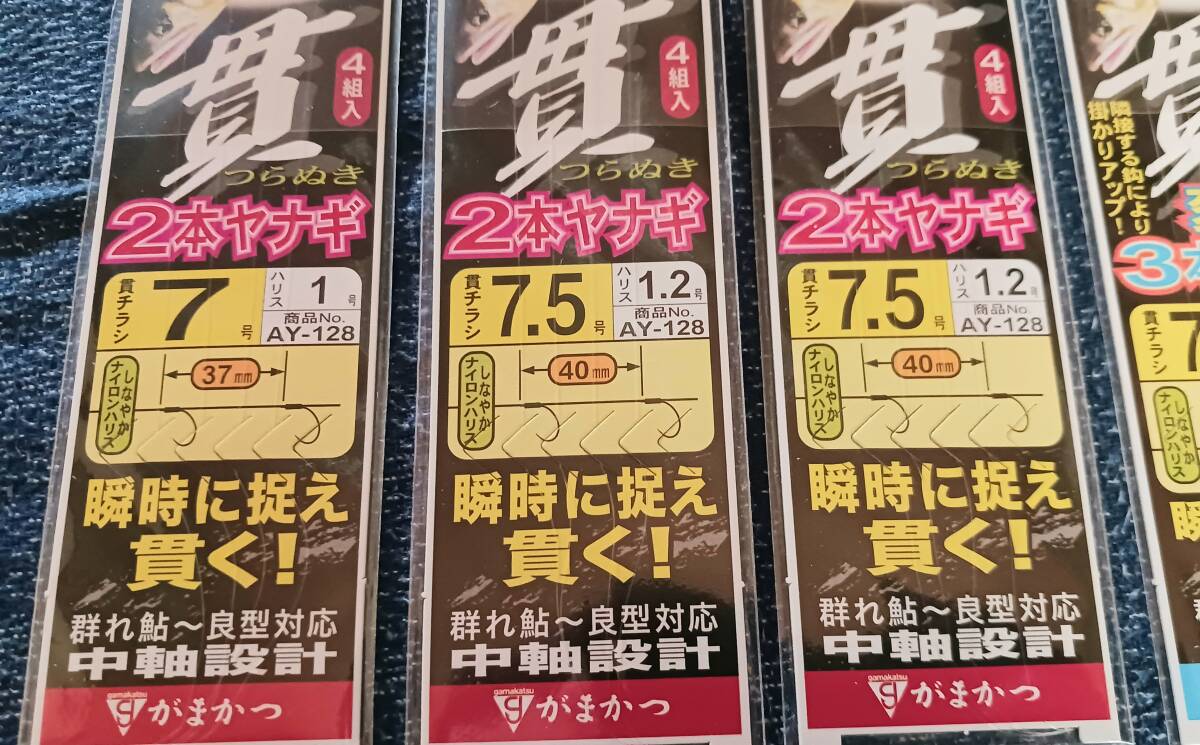 貫
4組入
つらぬき
2本ヤナギ
貫チラシ
7号
ハリス
1号
商品No.
AY-128
37mm
しなやか
ナイロンハリス
瞬時に捉え
貫く!
群れ鮎~良型対応
中軸設計
gamakatsu
がまかつ
貫
4組入
つらぬき
2本ヤナギ
貫チラシ
7.5号
ハリス
1.2号
商品No.
AY-128
40mm
しなやか
ナイロンハリス
瞬時に捉え
貫く!
群れ鮎~良型対応
中軸設計
gamakatsu
がまかつ
貫
4組入
つらぬき
2本ヤナギ
貫チラシ
7.5号
ハリス
1.2号
商品No.
AY-128
40mm
しなやか
ナイロンハリス
瞬時に捉え
貫く!
群れ鮎~良型対応
中軸設計
gamakatsu
がまかつ
隣接する鈎により
掛かりアップ!
3本
貫チラシ
7
しなやか
ナイロンハリス
瞬
群